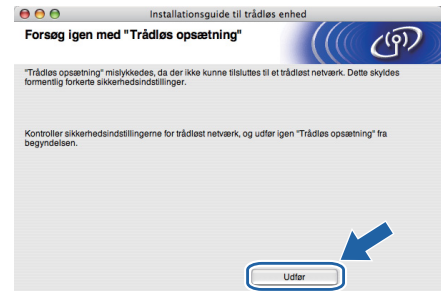 Installationsguide til trådløs enhed
Forsøg igen med "Trådløs opsætning"
"Trådløs opsætning" mislykkedes, da der ikke kunne tilsluttes til et trådløst netværk. Dette skyldes
formentlig forkerte sikkerhedsindstillinger.
Kontroller sikkerhedsindstillingerne for trådløst netværk, og udfør igen "Trådløs opsætning" fra
begyndelsen.
Udfør